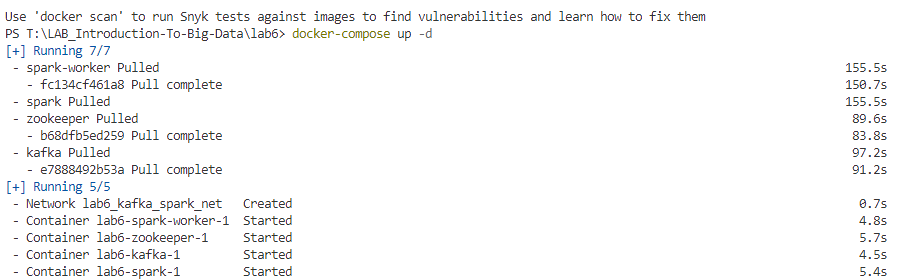 Use 'docker scan' to run Snyk tests against images to find vulnerabilities and learn how to fix them
PS T:\LAB_Introduction-To-Big-Data\lab6> docker-compose up -d
[+] Running 7/7
- spark-worker Pulled 155.5s
- fc134cf461a8 Pull complete 150.7s
- spark Pulled 155.5s
- zookeeper Pulled 89.6s
- b68dfb5ed259 Pull complete 83.8s
- kafka Pulled 97.2s
- e7888492b53a Pull complete 91.2s
[+] Running 5/5
- Network lab6_kafka_spark_net Created 0.7s
- Container lab6-spark-worker-1 Started 4.8s
- Container lab6-zookeeper-1 Started 5.7s
- Container lab6-kafka-1 Started 4.5s
- Container lab6-spark-1 Started 5.4s